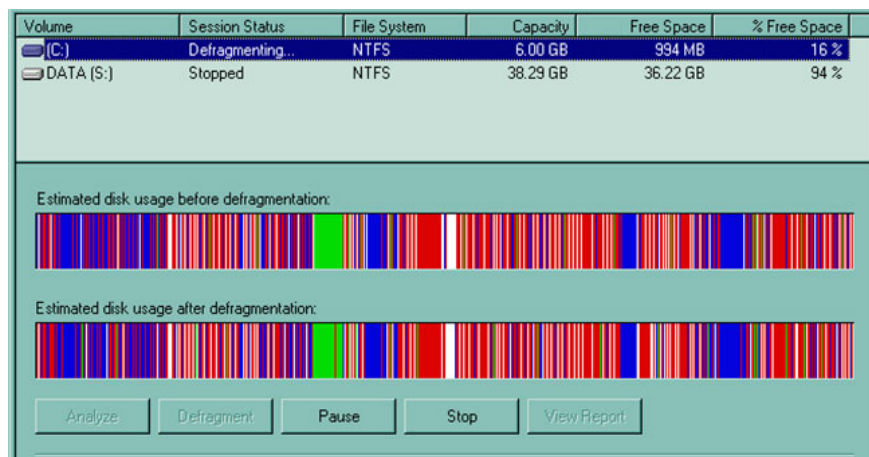 Volume Session Status File System Capacity Free Space % Free Space
(C:) Defragmenting... NTFS 6.00 GB 994 MB 16 %
DATA (S:) Stopped NTFS 38.29 GB 36.22 GB 94 %
Estimated disk usage before defragmentation:
Estimated disk usage after defragmentation:
Analyze Defragment Pause Stop View Report